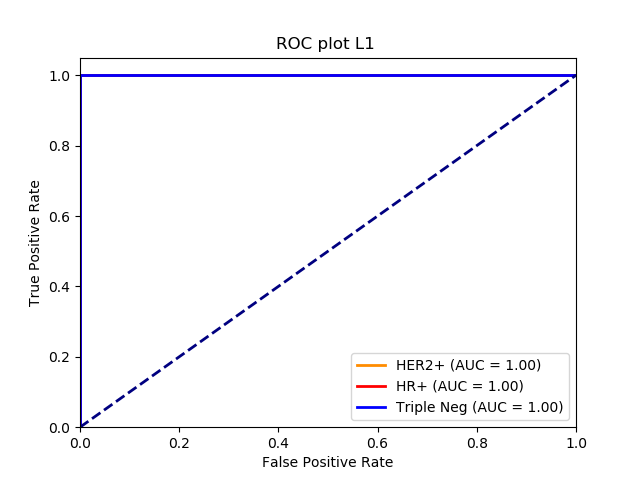 ROC plot L1
True Positive Rate
1.0
0.8
0.6
0.4
0.2
0.0
HER2+ (AUC = 1.00)
HR+ (AUC = 1.00)
Triple Neg (AUC = 1.00)
0.0 0.2 0.4 0.6 0.8 1.0
False Positive Rate